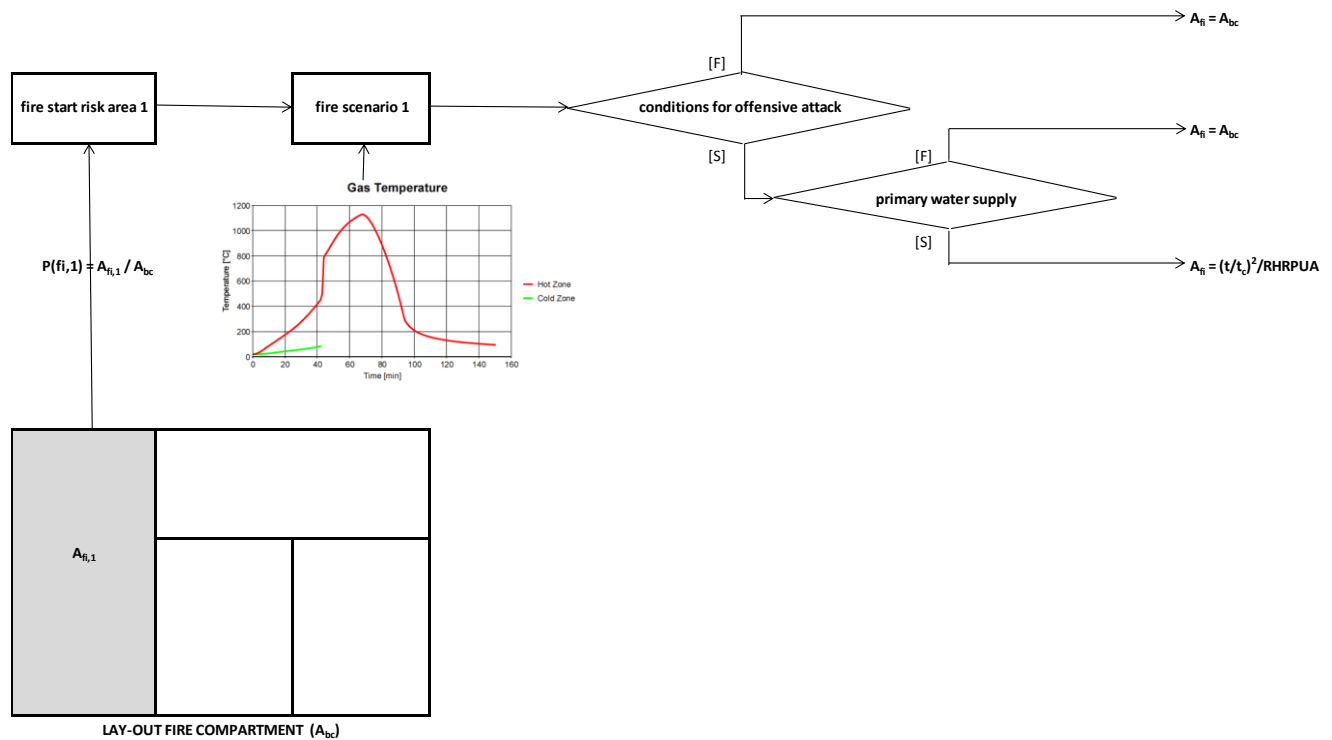 A_fi = A_bc
[F]
fire start risk area 1
fire scenario 1
conditions for offensive attack
[S]
[F]
A_fi = A_bc
primary water supply
[S]
A_fi = (t/t_c)²/RHRPUA
Gas Temperature
1200
1000
800
600
400
200
0
Temperature [°C]
0 20 40 60 80 100 120 140 160
Time [min]
Hot Zone
Cold Zone
P(fi,1) = A_fi,1 / A_bc
A_fi,1
LAY-OUT FIRE COMPARTMENT (A_bc)